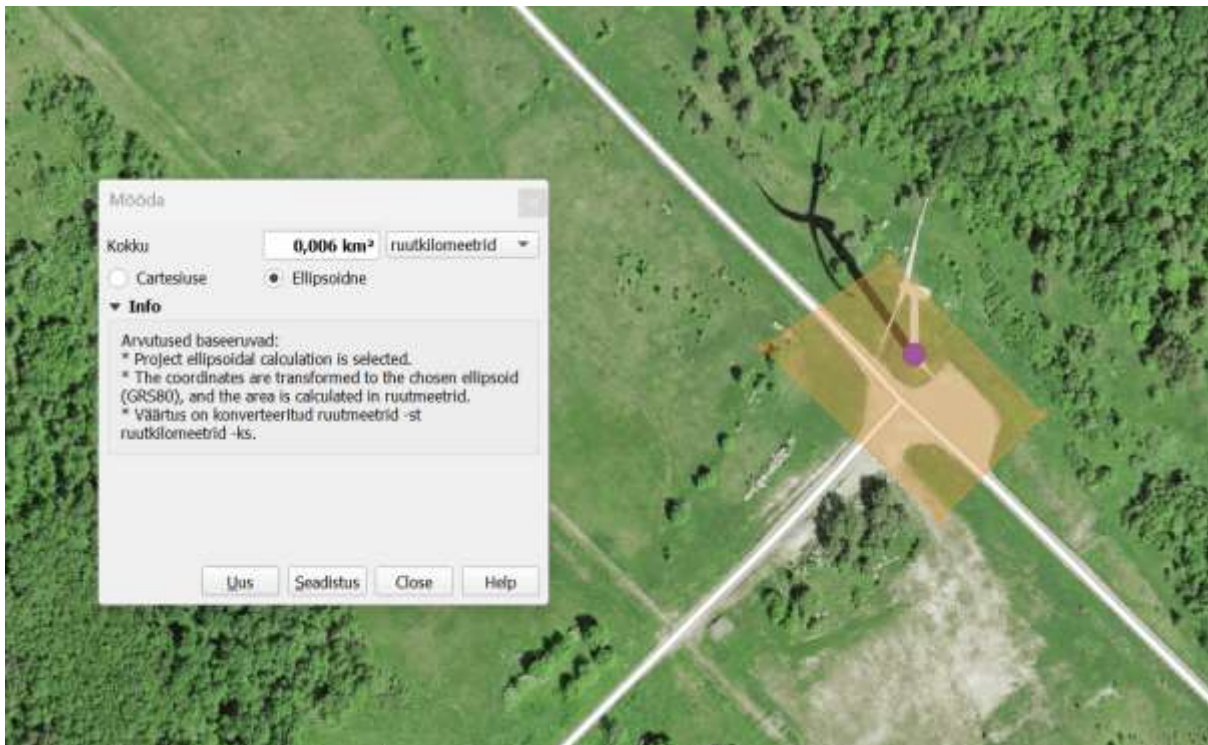 Mööda
Kokku 0,006 km² ruutkilomeetrid
Cartesiuse Ellipsoidne
Info
Arvutused baseeruvad:
* Project ellipsoidal calculation is selected.
* The coordinates are transformed to the chosen ellipsoid
(GRS80), and the area is calculated in ruutmeetrid.
* Väärtus on konverteeritud ruutmeetrid -st
ruutkilomeetrid -ks.
Uus Seadistus Close Help